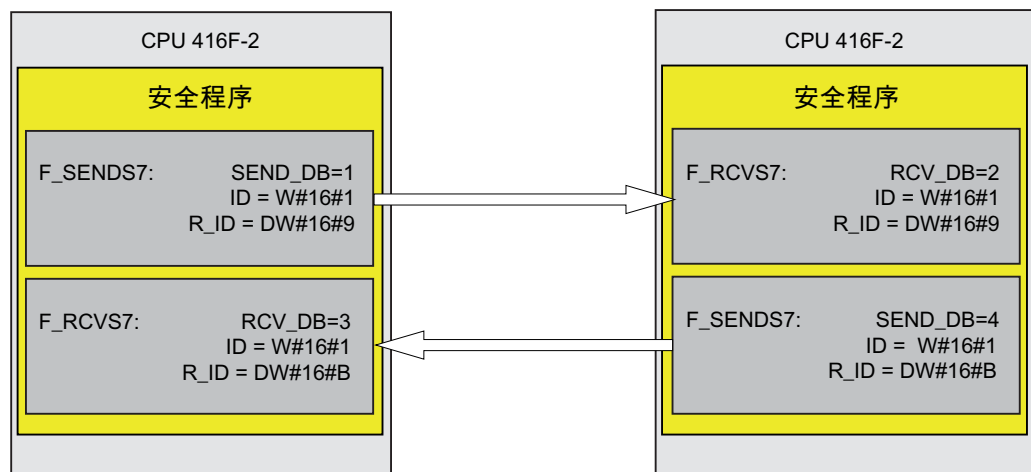 CPU 416F-2
安全程序
F_SENDS7: SEND_DB=1
ID = W#16#1
R_ID = DW#16#9
F_RCVS7: RCV_DB=3
ID = W#16#1
R_ID = DW#16#B
CPU 416F-2
安全程序
F_RCVS7: RCV_DB=2
ID = W#16#1
R_ID = DW#16#9
F_SENDS7: SEND_DB=4
ID = W#16#1
R_ID = DW#16#B